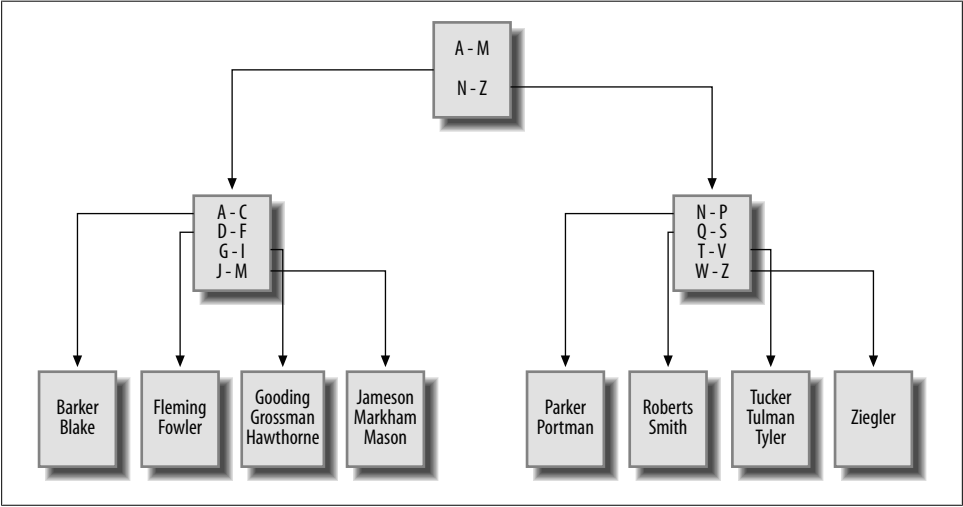 A - M
N - Z
A - C
D - F
G - I
J - M
N - P
Q - S
T - V
W - Z
Barker
Blake
Fleming
Fowler
Gooding
Grossman
Hawthorne
Jameson
Markham
Mason
Parker
Portman
Roberts
Smith
Tucker
Tulman
Tyler
Ziegler